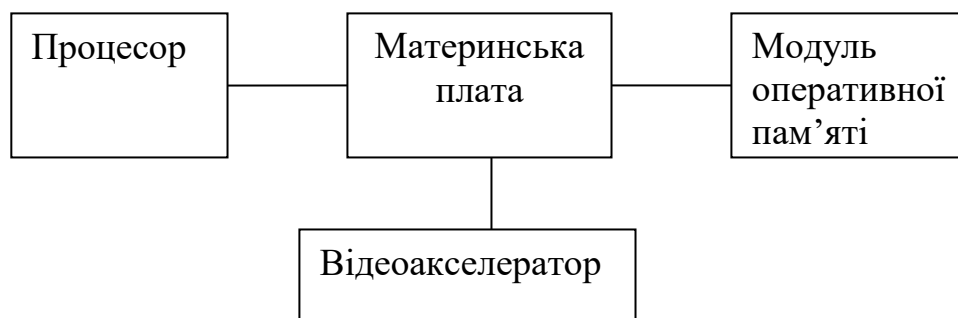 Процесор
Материнська
плата
Модуль
оперативної
пам’яті
Відеоакселератор